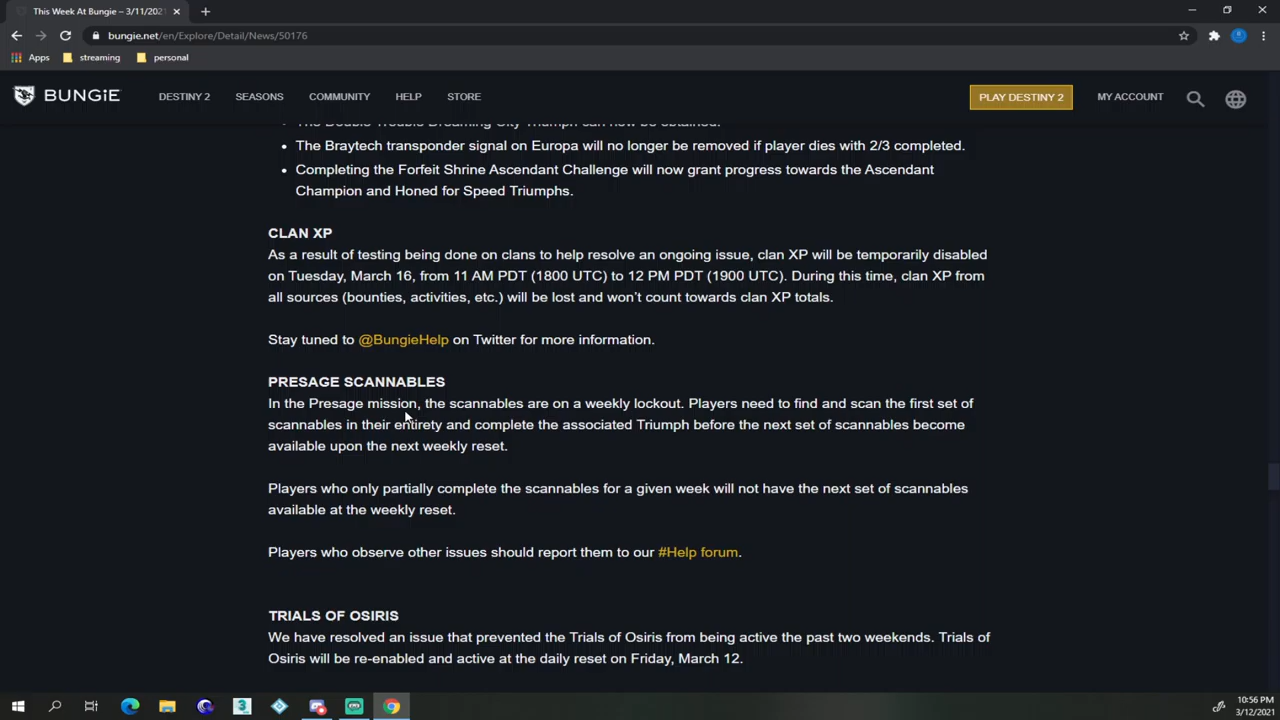 This Week At Bungie – 3/11/2021
bungie.net/en/Explore/Detail/News/50176
Apps streaming personal
BUNGiE DESTINY 2 SEASONS COMMUNITY HELP STORE PLAY DESTINY 2 MY ACCOUNT
The Double Trouble Dreaming City Triumph can now be obtained.
The Braytech transponder signal on Europa will no longer be removed if player dies with 2/3 completed.
Completing the Forfeit Shrine Ascendant Challenge will now grant progress towards the Ascendant
Champion and Honed for Speed Triumphs.
CLAN XP
As a result of testing being done on clans to help resolve an ongoing issue, clan XP will be temporarily disabled
on Tuesday, March 16, from 11 AM PDT (1800 UTC) to 12 PM PDT (1900 UTC). During this time, clan XP from
all sources (bounties, activities, etc.) will be lost and won't count towards clan XP totals.
Stay tuned to @BungieHelp on Twitter for more information.
PRESAGE SCANNABLES
In the Presage mission, the scannables are on a weekly lockout. Players need to find and scan the first set of
scannables in their entirety and complete the associated Triumph before the next set of scannables become
available upon the next weekly reset.
Players who only partially complete the scannables for a given week will not have the next set of scannables
available at the weekly reset.
Players who observe other issues should report them to our #Help forum.
TRIALS OF OSIRIS
We have resolved an issue that prevented the Trials of Osiris from being active the past two weekends. Trials of
Osiris will be re-enabled and active at the daily reset on Friday, March 12.
10:56 PM
3/12/2021